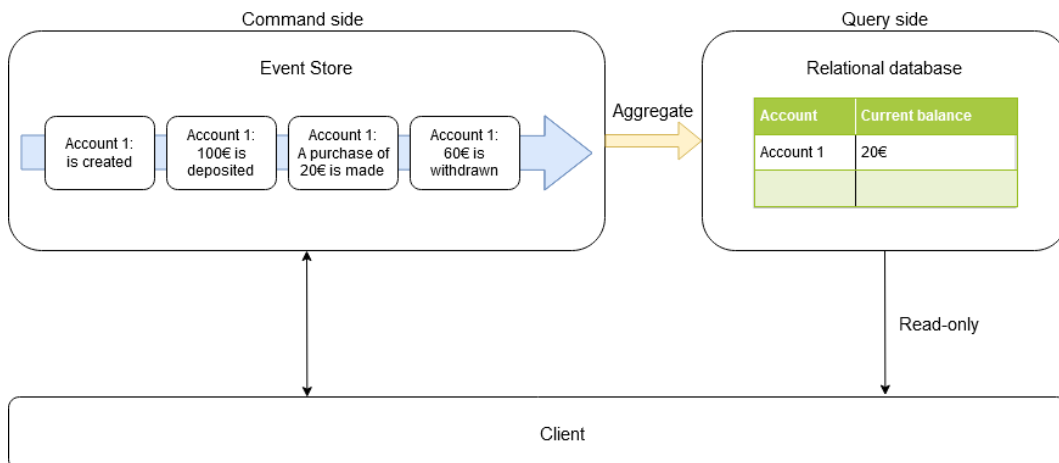 Command side
Query side
Event Store
Relational database
Account 1:
is created
Account 1:
100€ is
deposited
Account 1:
A purchase of
20€ is made
Account 1:
60€ is
withdrawn
Aggregate
Account Current balance
Account 1 20€
Read-only
Client